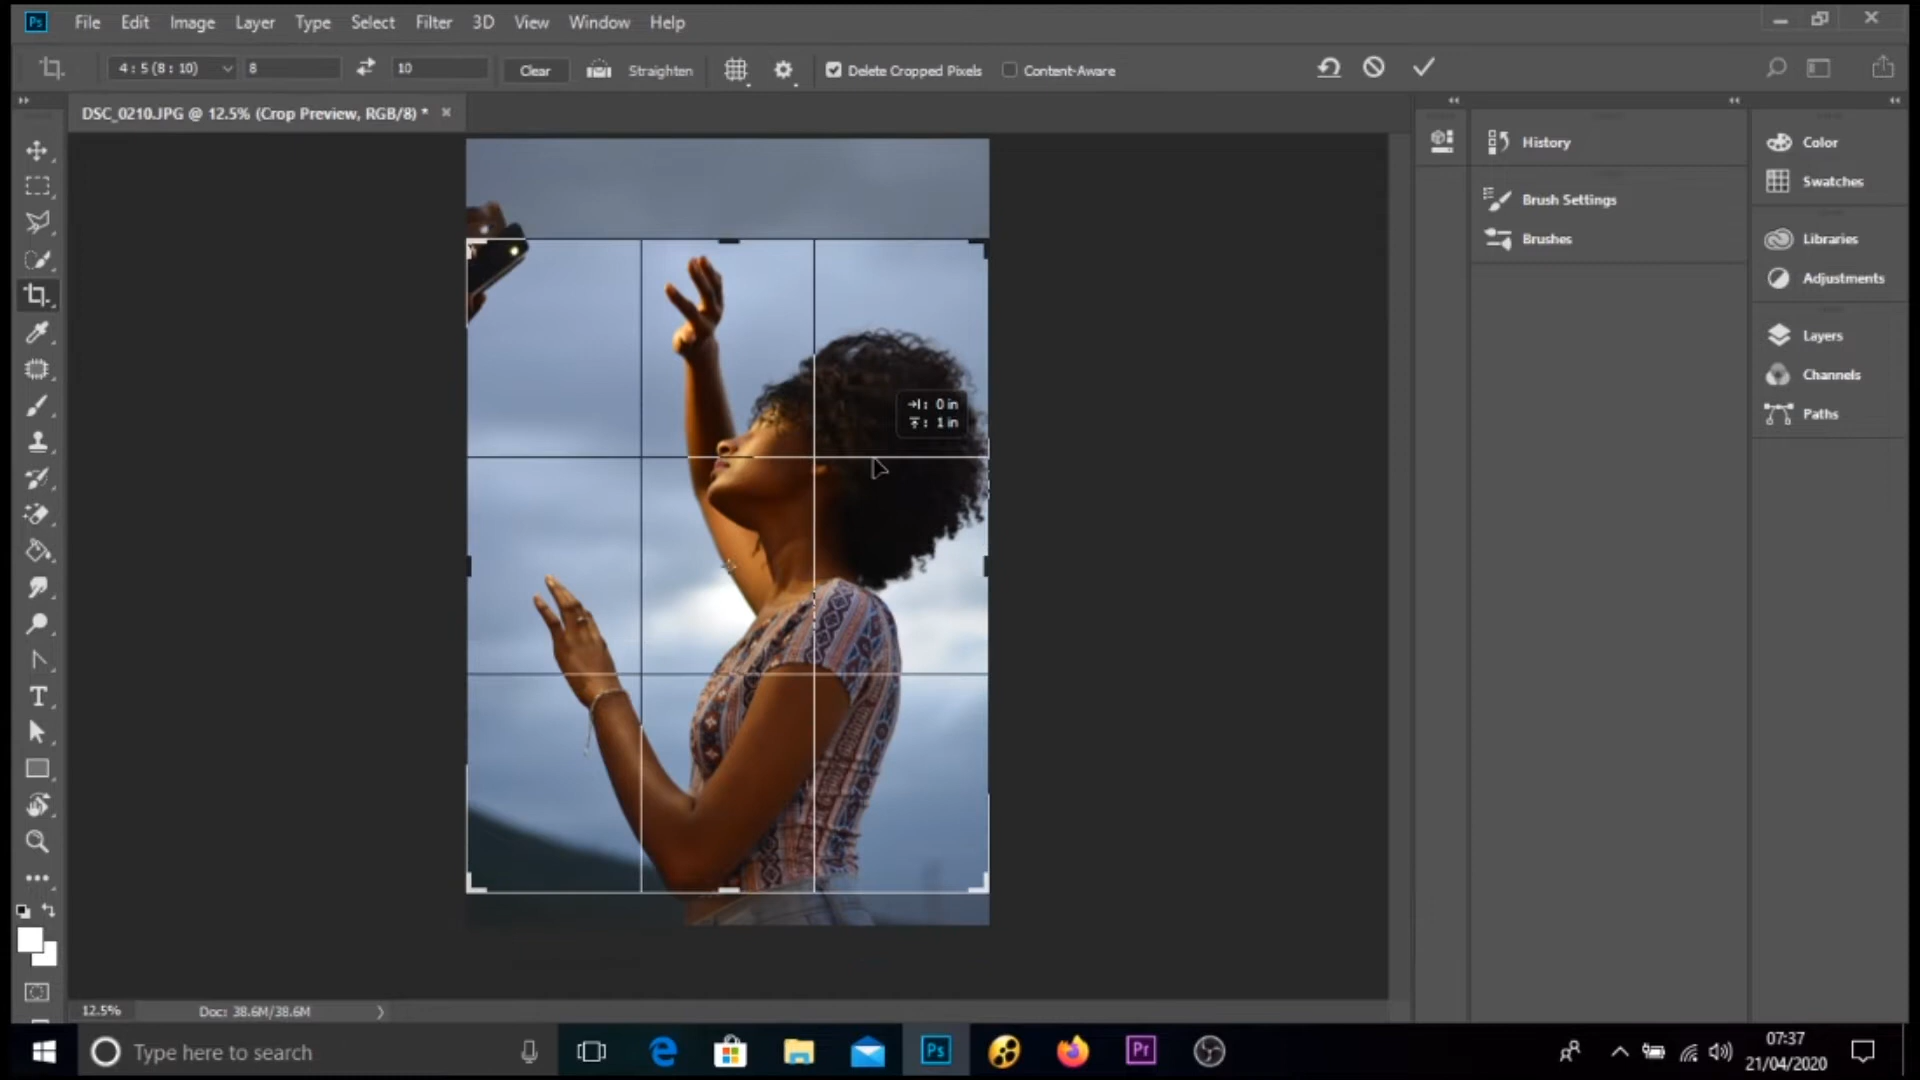 Ps File Edit Image Layer Type Select Filter 3D View Window Help
4 : 5 (8 : 10) 8 10 Clear Straighten Delete Cropped Pixels Content-Aware
DSC_0210.JPG @ 12.5% (Crop Preview, RGB/8) *
History
Brush Settings
Brushes
Color
Swatches
Libraries
Adjustments
Layers
Channels
Paths
0 in
1 in
T
12.5% Doc: 38.6M/38.6M
Type here to search
Ps
Pr
07:37
21/04/2020